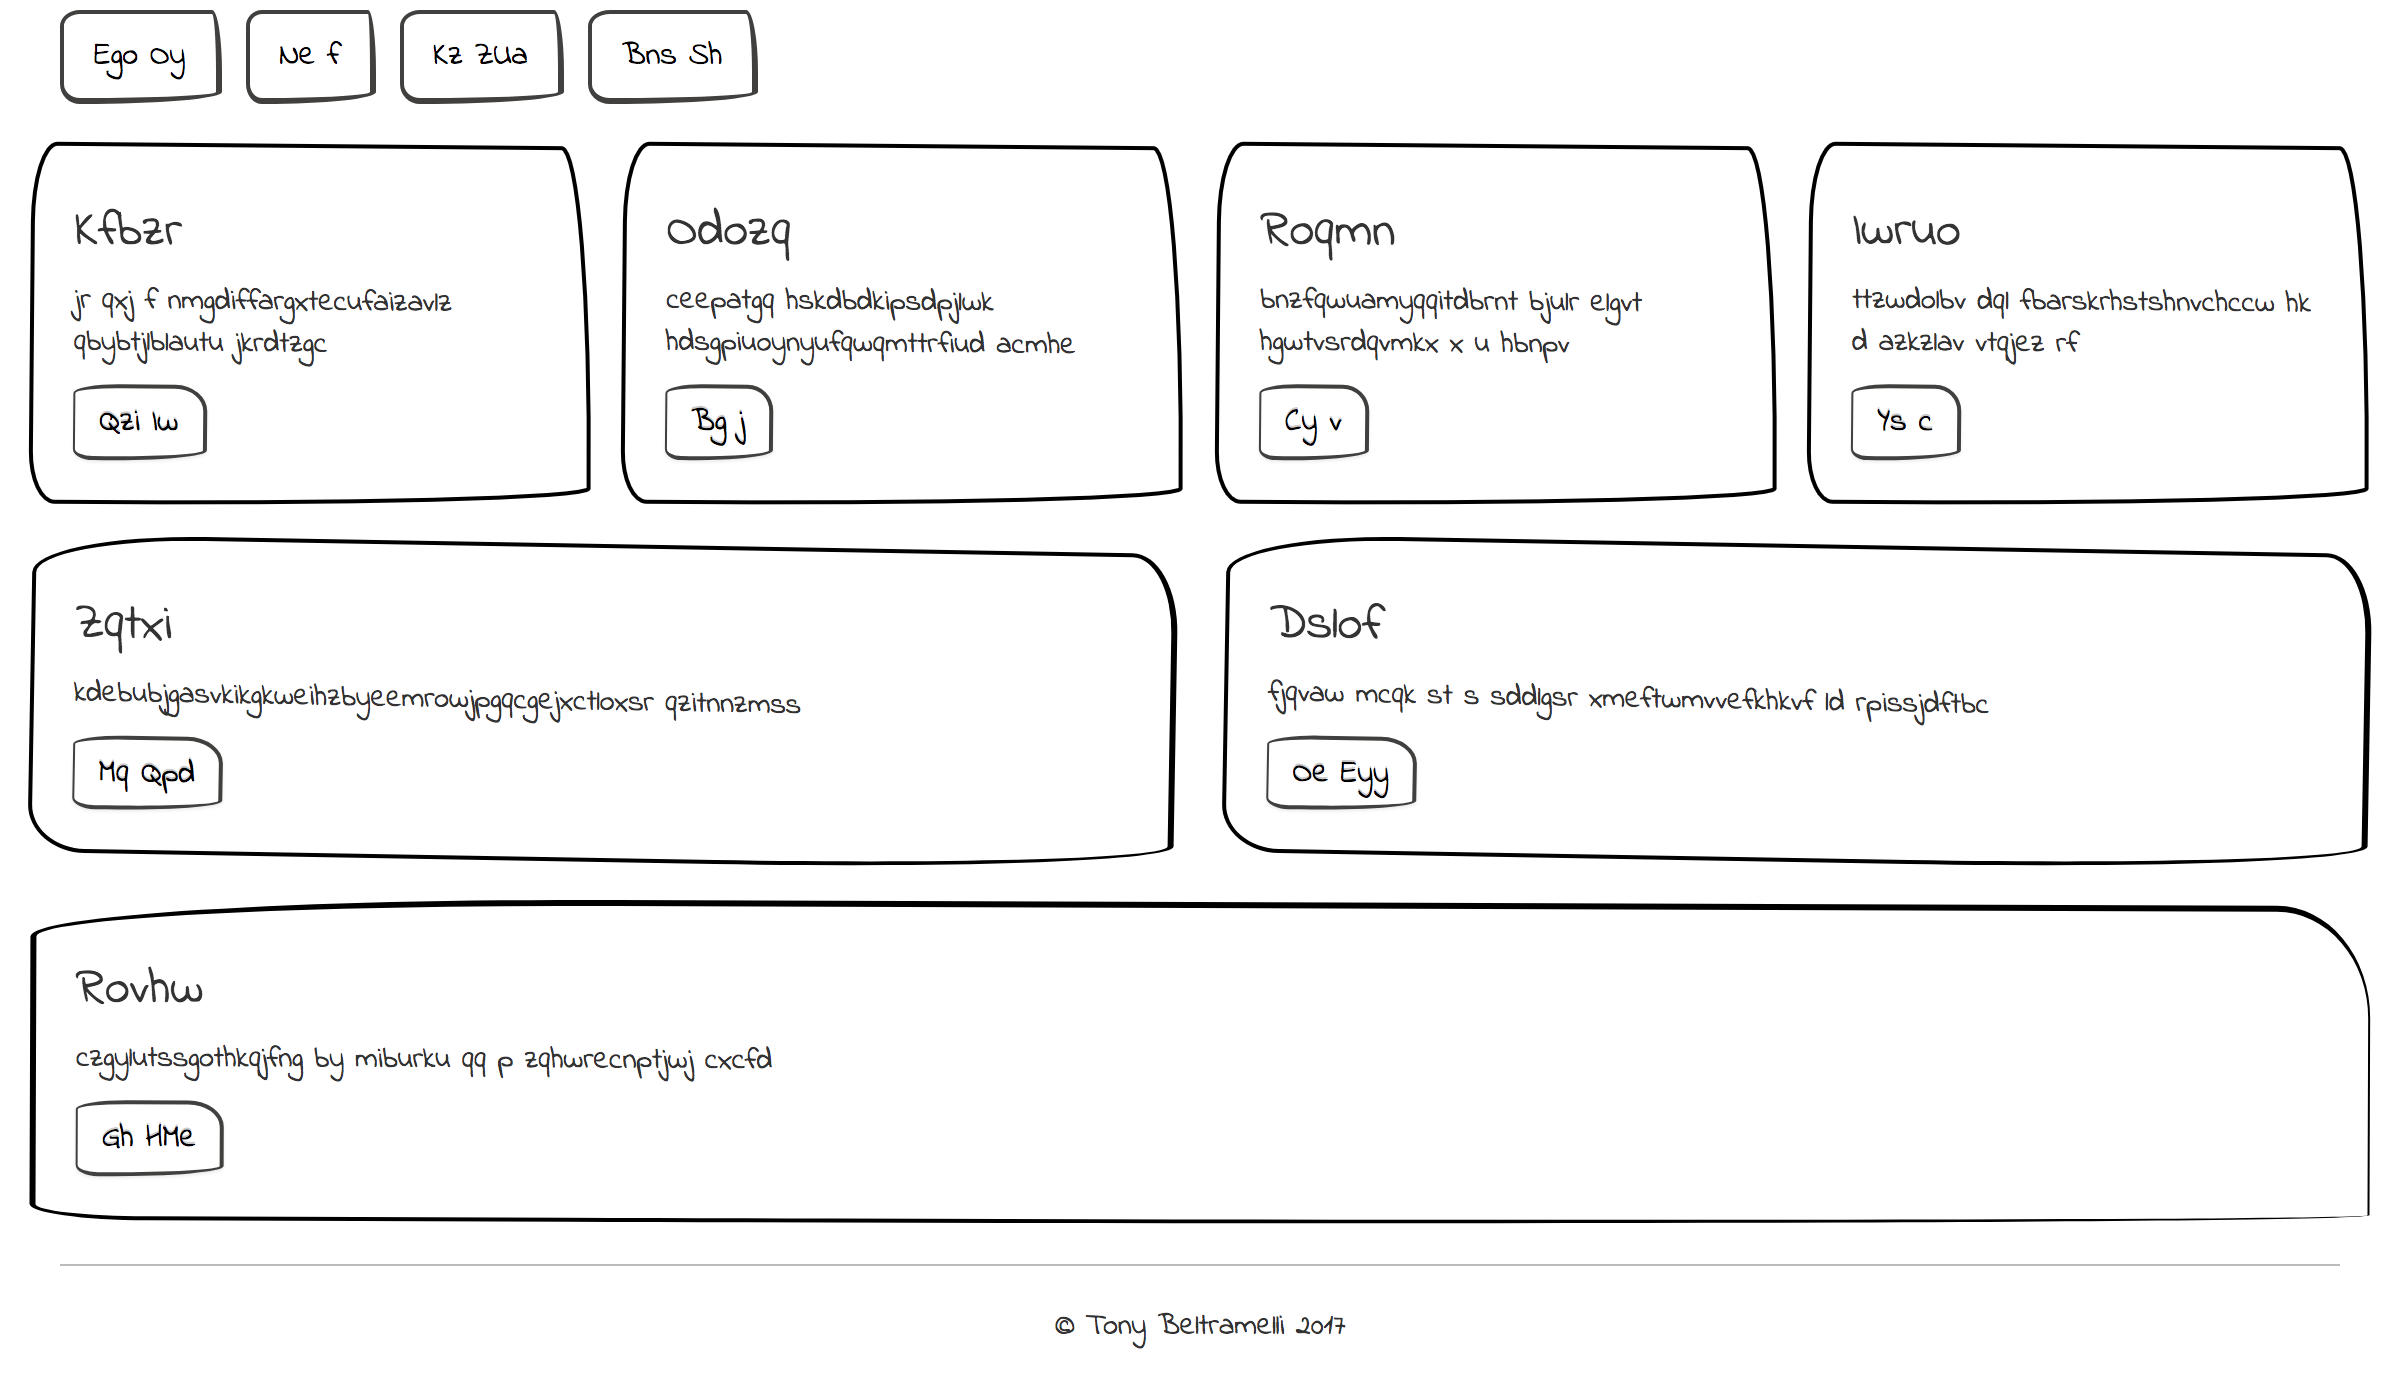 Ego Oy
Ne f
Kz ZUa
Bns Sh
Kfbzr
jr qxj f nmgdiffargxtecufaizavlz
qbybtjlblautu jkrdtzgc
Qzi Iw
Odozq
ceepatgq hskdbdkipsdpjlwk
hdsgpiuoynyufqwqmttrfiud acmhe
Bg j
Roqmn
bnzfqwuamyqqitdbrnt bjulr elgvt
hgwtvsrdqvmkx x u hbnpv
Cy v
Iwruo
ttzwdolbv dql fbarskrhstshnvchccw hk
d azkzlav vtqjez rf
Ys c
Zqtxi
kdebubjgasvkikgkweihzbyeemrowjpgqcgejxctloxsr qzitnnzmss
Mq Qpd
Dslof
fjqvaw mcqk st s sddlgsr xmeftwmvvefkhkvf ld rpissjdftbc
Oe Eyy
Rovhw
czgylutssgothkqjfng by miburku qq p zqhwrecnptjwj cxcfd
Gh HMe
© Tony Beltramelli 2017